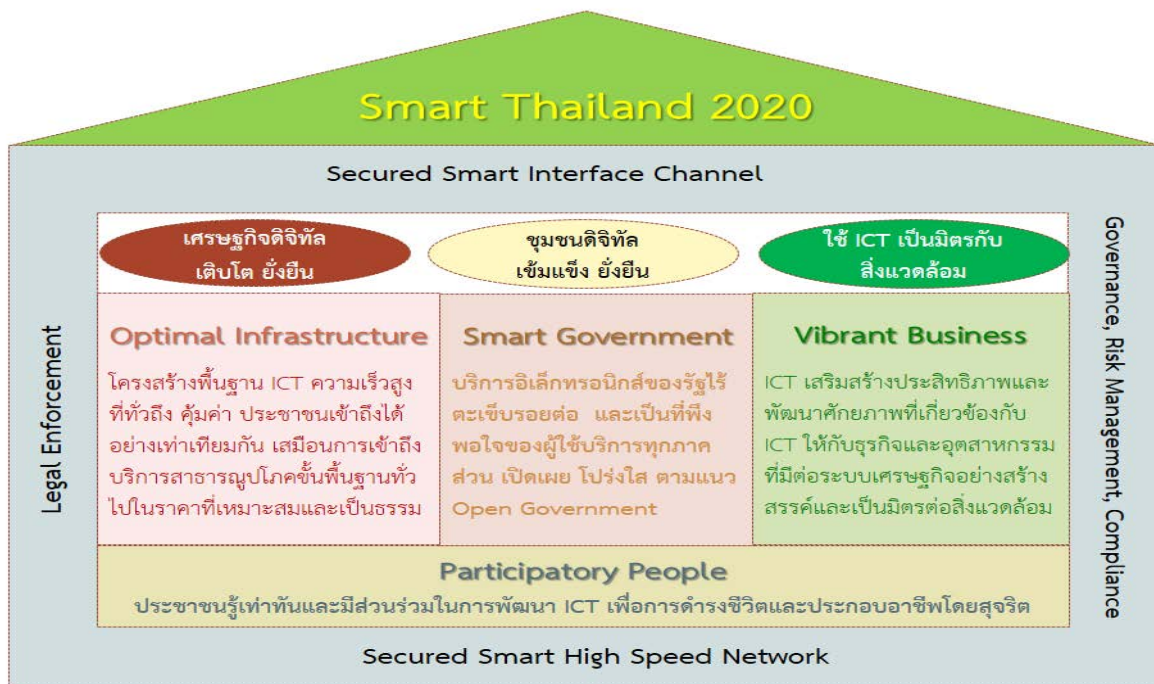 Smart Thailand 2020
Secured Smart Interface Channel
Legal Enforcement
เศรษฐกิจดิจิทัล
เติบโต ยั่งยืน
ชุมชนดิจิทัล
เข้มแข็ง ยั่งยืน
ใช้ ICT เป็นมิตรกับ
สิ่งแวดล้อม
Optimal Infrastructure
โครงสร้างพื้นฐาน ICT ความเร็วสูง
ที่ทั่วถึง คุ้มค่า ประชาชนเข้าถึงได้
อย่างเท่าเทียมกัน เสมือนการเข้าถึง
บริการสาธารณูปโภคขั้นพื้นฐานทั่ว
ไปในราคาที่เหมาะสมและเป็นธรรม
Smart Government
บริการอิเล็กทรอนิกส์ของรัฐไร้
ตะเข็บรอยต่อ และเป็นที่พึง
พอใจของผู้ใช้บริการทุกภาค
ส่วน เปิดเผย โปร่งใส ตามแนว
Open Government
Vibrant Business
ICT เสริมสร้างประสิทธิภาพและ
พัฒนาศักยภาพที่เกี่ยวข้องกับ
ICT ให้กับธุรกิจและอุตสาหกรรม
ที่มีต่อระบบเศรษฐกิจอย่างสร้าง
สรรค์และเป็นมิตรต่อสิ่งแวดล้อม
Governance, Risk Management, Compliance
Participatory People
ประชาชนรู้เท่าทันและมีส่วนร่วมในการพัฒนา ICT เพื่อการดำรงชีวิตและประกอบอาชีพโดยสุจริต
Secured Smart High Speed Network